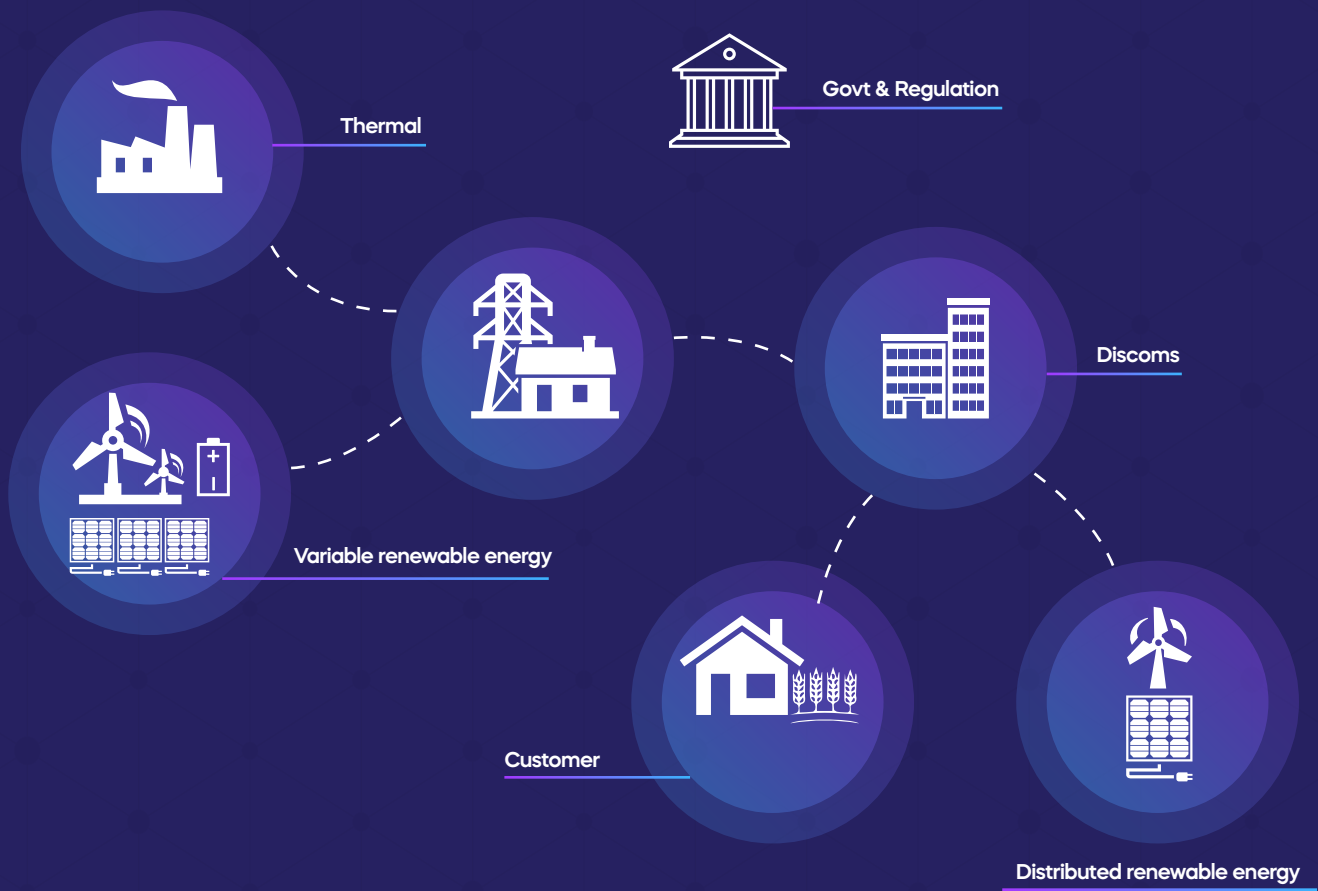 Govt & Regulation
Thermal
Discoms
Variable renewable energy
Customer
Distributed renewable energy